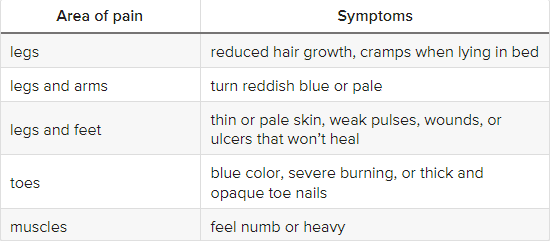 Area of pain Symptoms
legs reduced hair growth, cramps when lying in bed
legs and arms turn reddish blue or pale
legs and feet thin or pale skin, weak pulses, wounds, or
ulcers that won’t heal
toes blue color, severe burning, or thick and
opaque toe nails
muscles feel numb or heavy